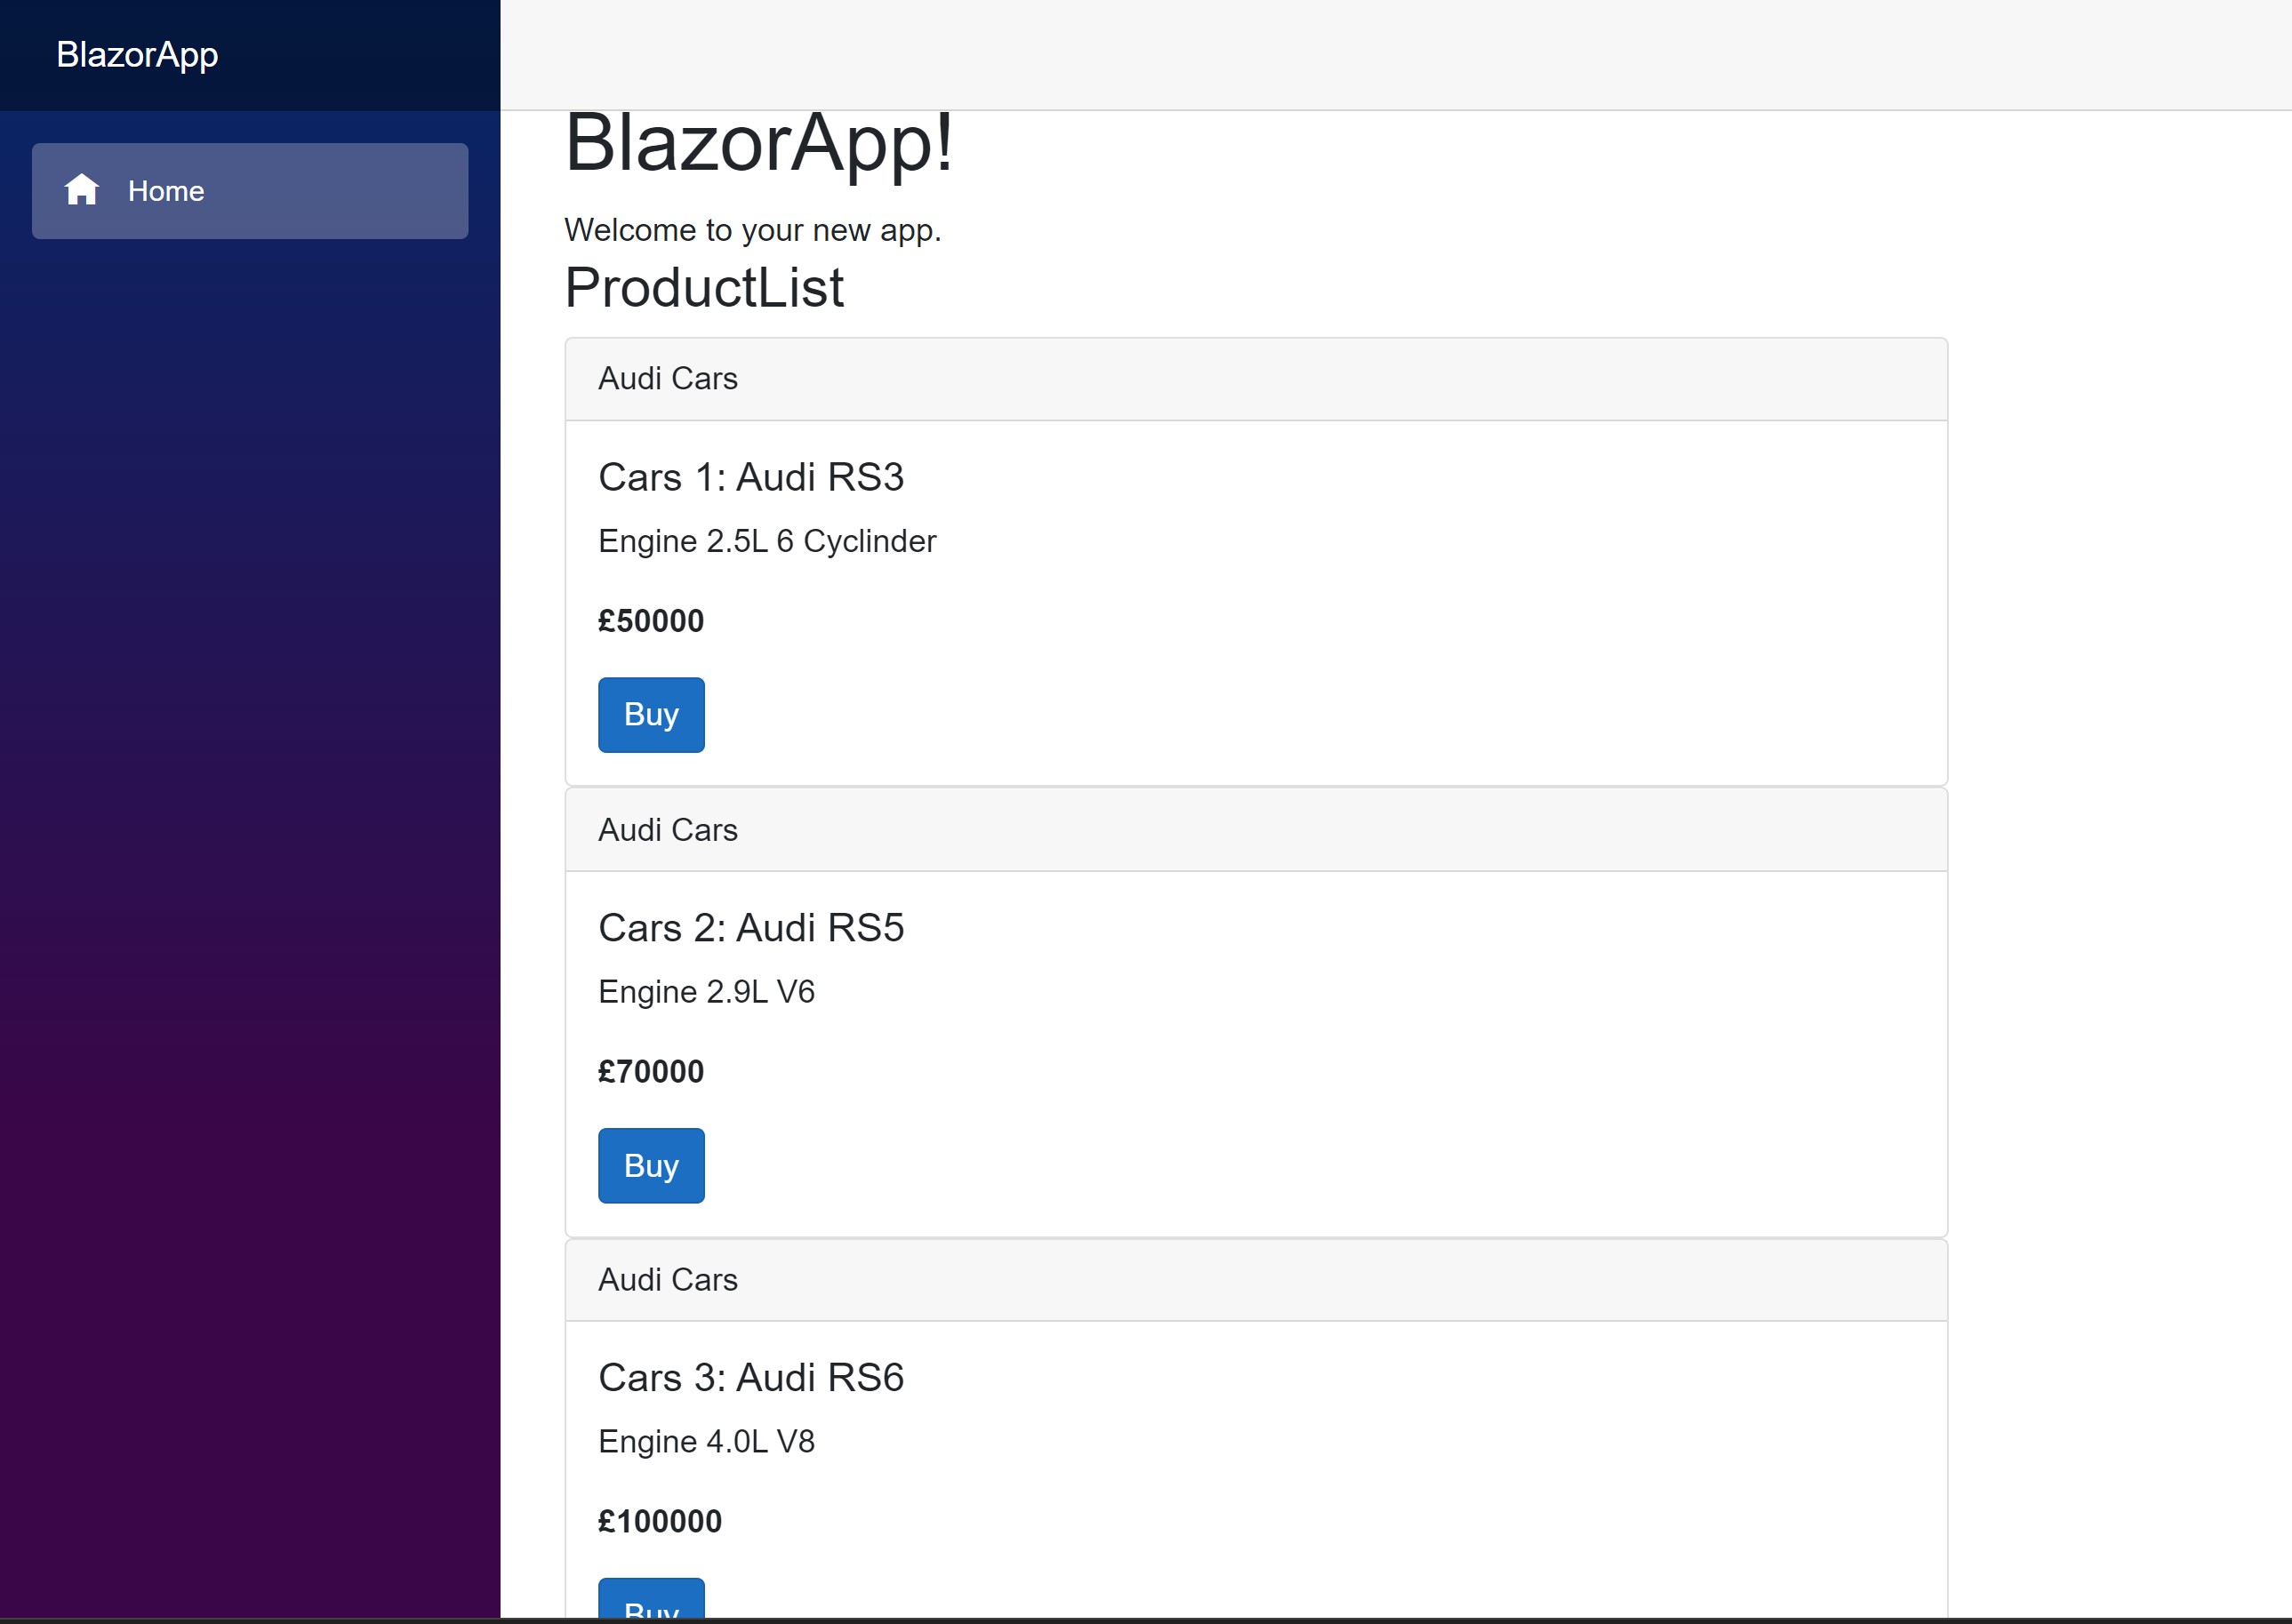 BlazorApp
Home
BlazorApp!
Welcome to your new app.
ProductList
Audi Cars
Cars 1: Audi RS3
Engine 2.5L 6 Cyclinder
£50000
Buy
Audi Cars
Cars 2: Audi RS5
Engine 2.9L V6
£70000
Buy
Audi Cars
Cars 3: Audi RS6
Engine 4.0L V8
£100000
Buy